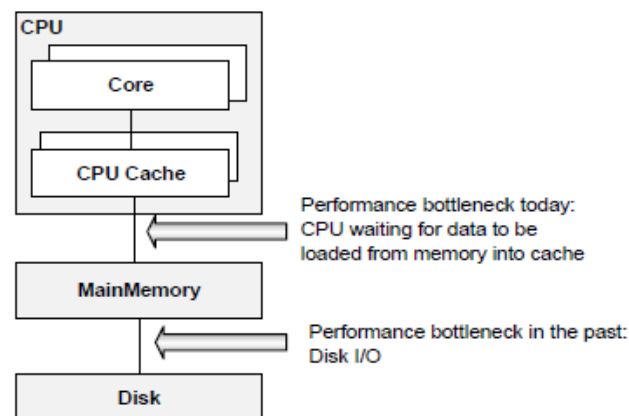 CPU
Core
CPU Cache
Performance bottleneck today:
CPU waiting for data to be
loaded from memory into cache
MainMemory
Performance bottleneck in the past:
Disk I/O
Disk